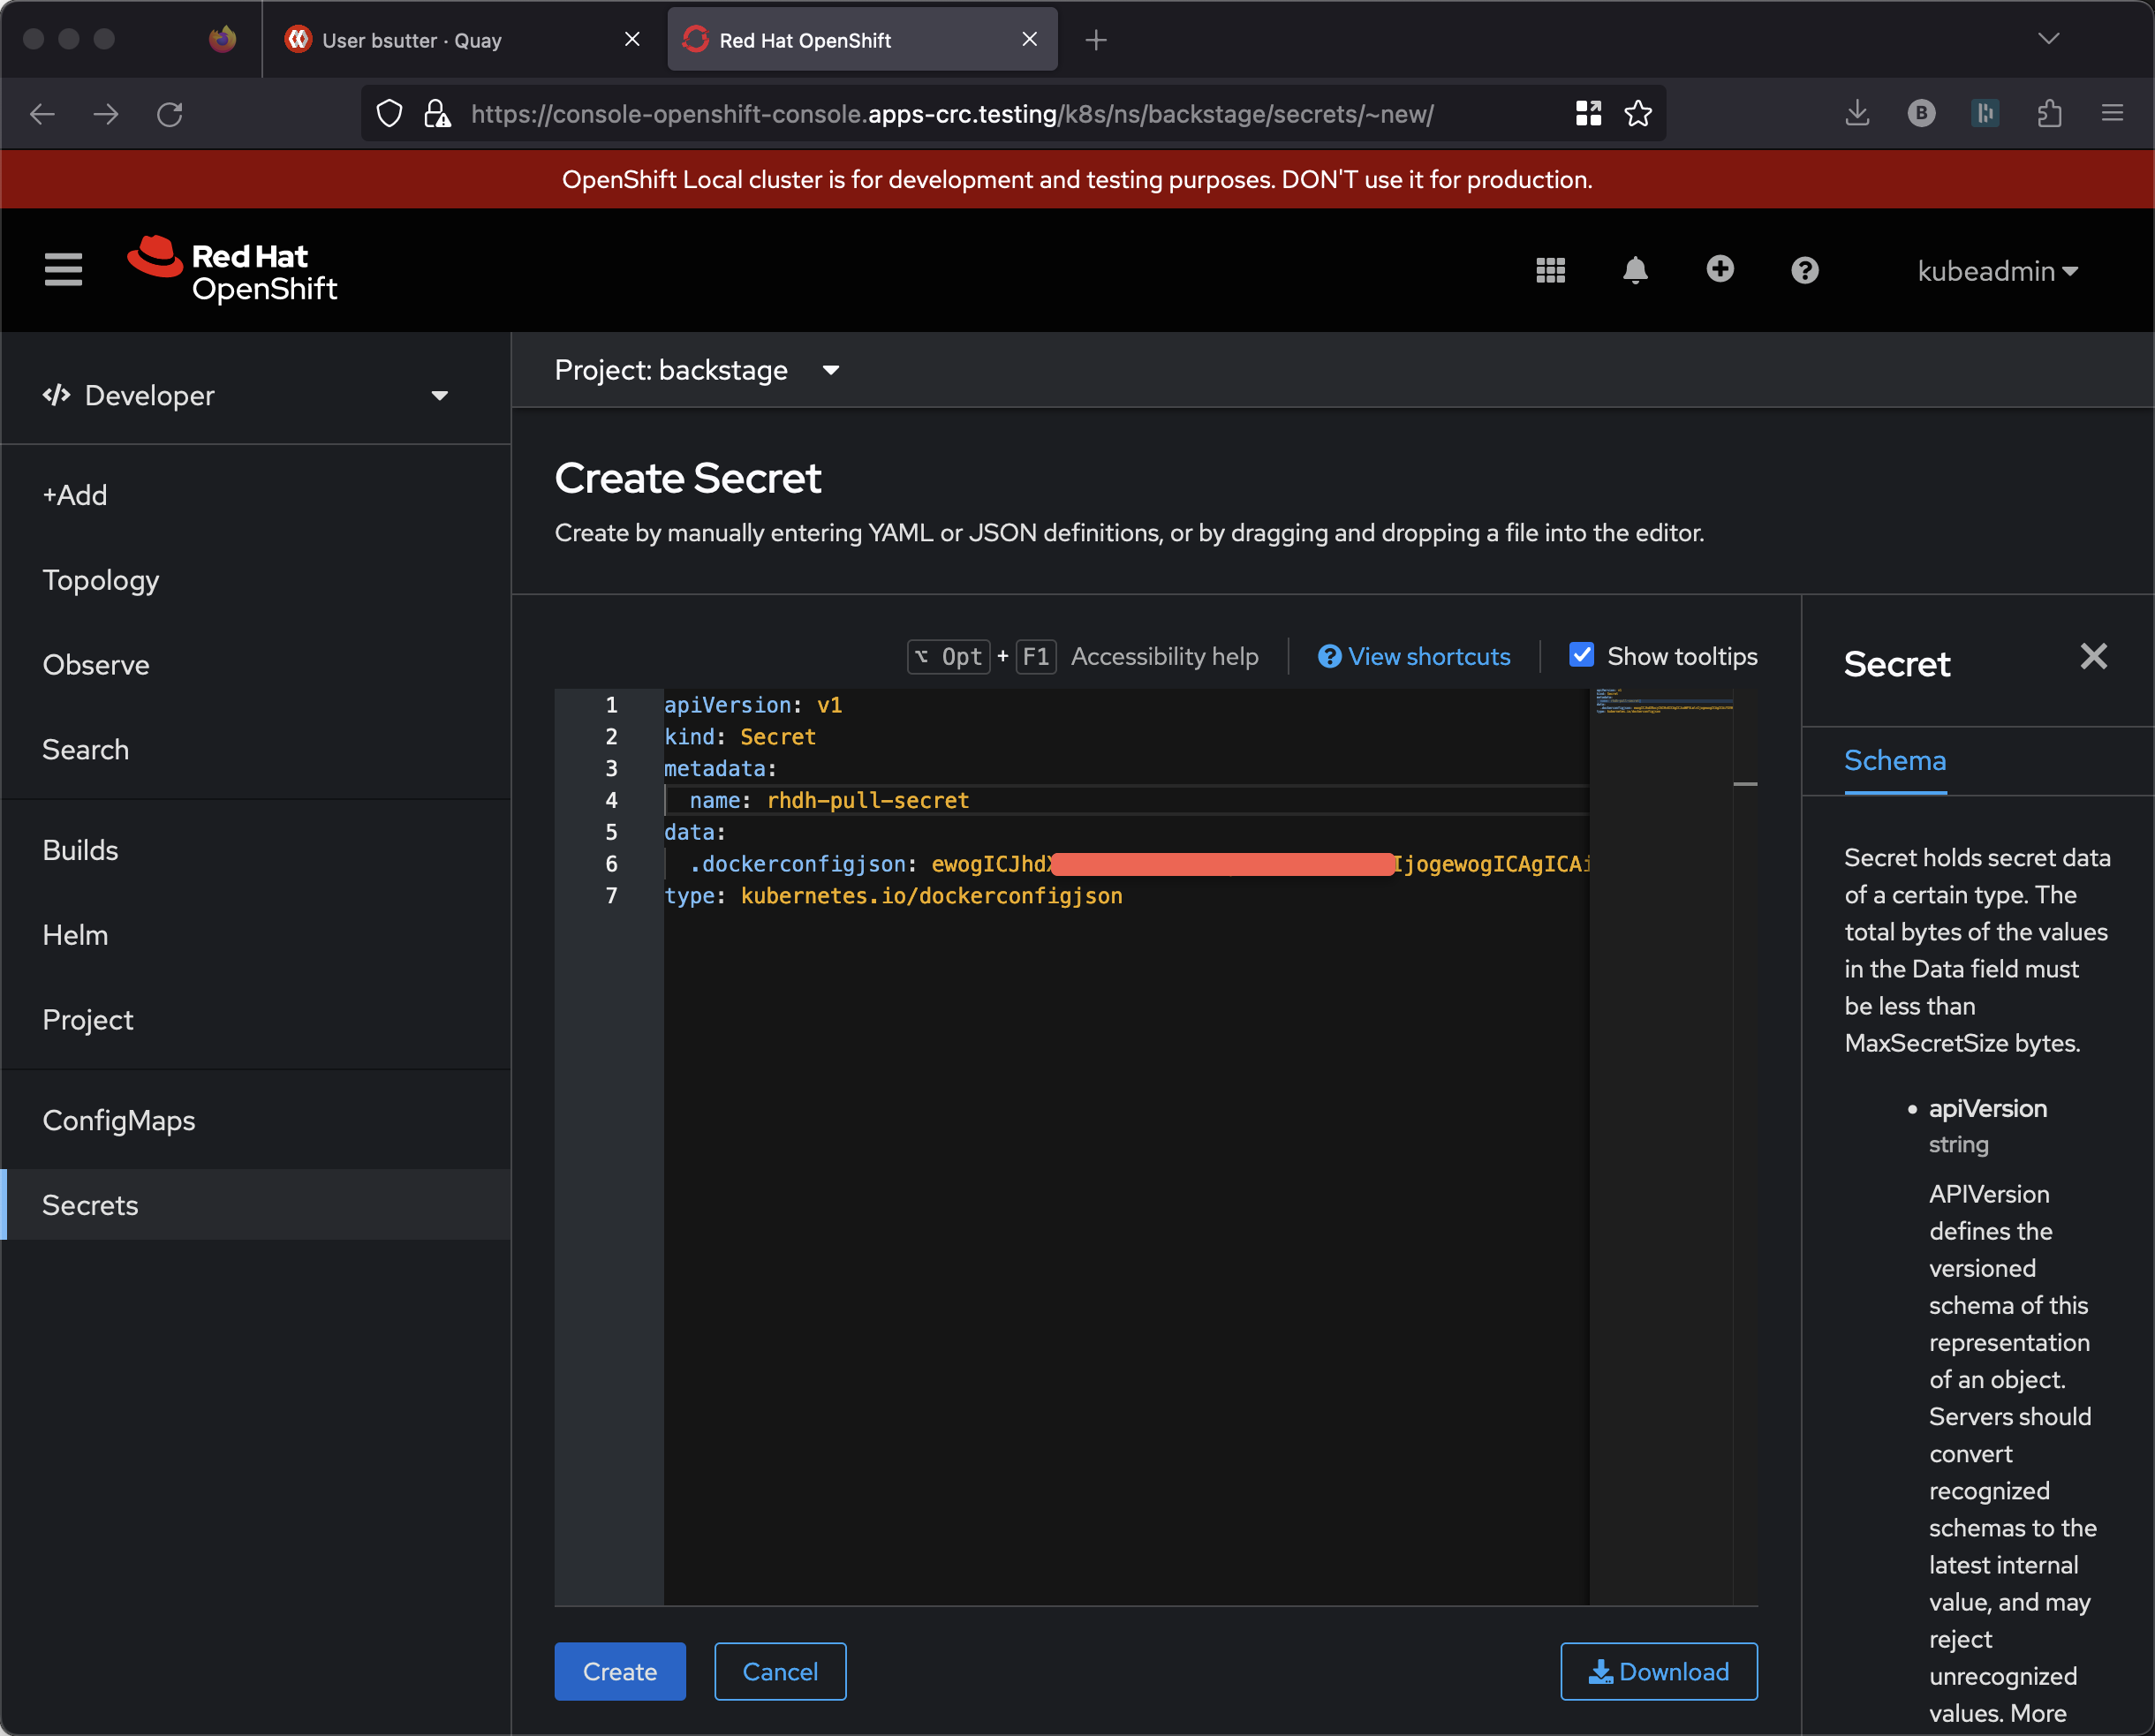 User bsutter · Quay
Red Hat OpenShift
https://console-openshift-console.apps-crc.testing/k8s/ns/backstage/secrets/~new/
B
OpenShift Local cluster is for development and testing purposes. DON'T use it for production.
Red Hat
OpenShift
kubeadmin
Developer
+Add
Topology
Observe
Search
Builds
Helm
Project
ConfigMaps
Secrets
Project: backstage
Create Secret
Create by manually entering YAML or JSON definitions, or by dragging and dropping a file into the editor.
⌥ Opt + F1 Accessibility help
View shortcuts
Show tooltips
1 apiVersion: v1
2 kind: Secret
3 metadata:
4 name: rhdh-pull-secret
5 data:
6 .dockerconfigjson: ewogICJhdX IjogewogICAgICAi
7 type: kubernetes.io/dockerconfigjson
Create
Cancel
Download
Secret
Schema
Secret holds secret data
of a certain type. The
total bytes of the values
in the Data field must
be less than
MaxSecretSize bytes.
• apiVersion
string
APIVersion
defines the
versioned
schema of this
representation
of an object.
Servers should
convert
recognized
schemas to the
latest internal
value, and may
reject
unrecognized
values. More